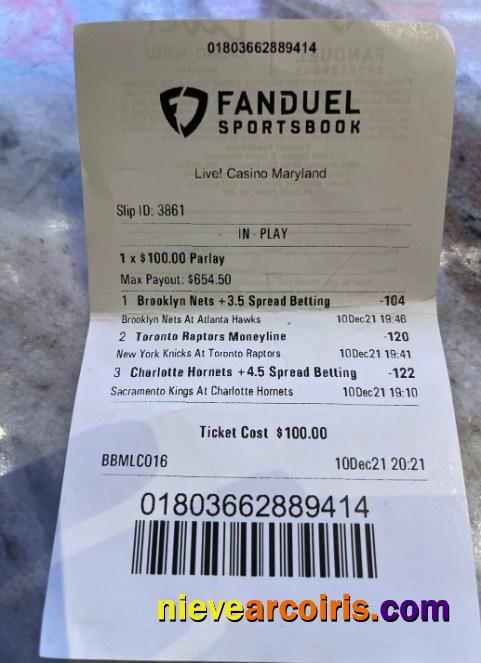 01803662889414
FANDUEL
SPORTSBOOK
Live! Casino Maryland
Slip ID: 3861
IN-PLAY
1 x $100.00 Parlay
Max Payout: $654.50
1 Brooklyn Nets +3.5 Spread Betting -104
Brooklyn Nets At Atlanta Hawks 10Dec21 19:46
2 Toronto Raptors Moneyline -120
New York Knicks At Toronto Raptors 10Dec21 19:41
3 Charlotte Hornets +4.5 Spread Betting -122
Sacramento Kings At Charlotte Hornets 10Dec21 19:10
Ticket Cost $100.00
BBMLC016 10Dec21 20:21
01803662889414
nievearcoiris.com